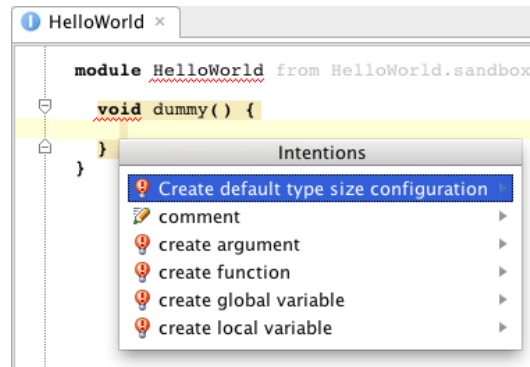 HelloWorld ×
module HelloWorld from HelloWorld.sandbox
void dummy() {
}
}
Intentions
Create default type size configuration
comment
create argument
create function
create global variable
create local variable